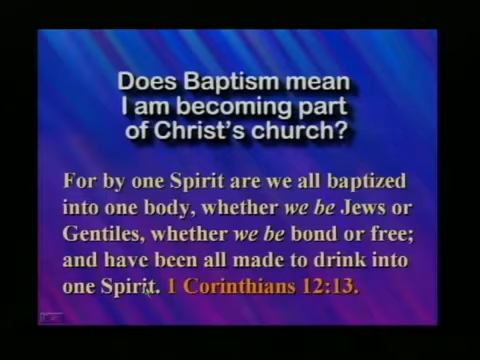 Does Baptism mean
I am becoming part
of Christ's church?
For by one Spirit are we all baptized
into one body, whether we be Jews or
Gentiles, whether we be bond or free;
and have been all made to drink into
one Spirit. 1 Corinthians 12:13.